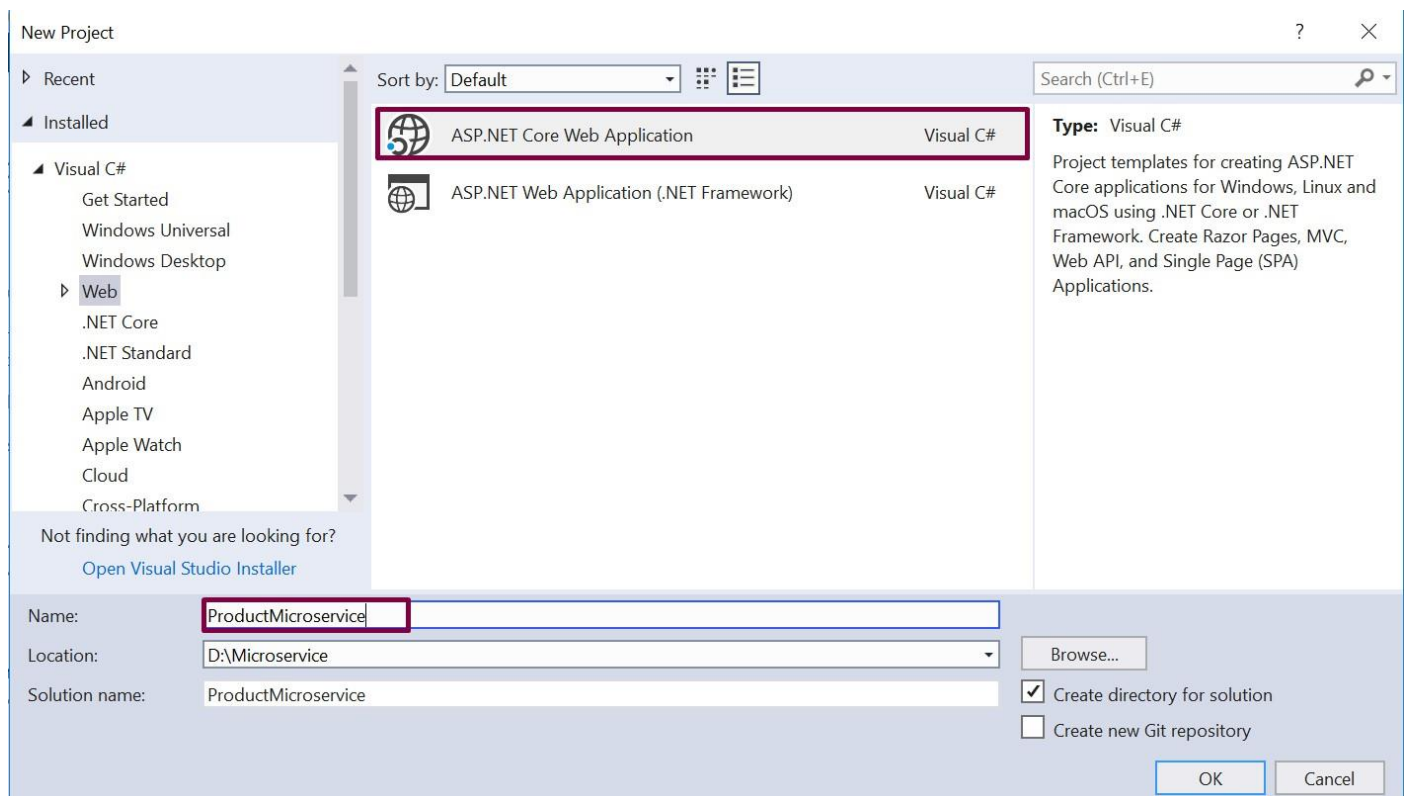 New Project
?
Recent
Installed
Visual C#
Get Started
Windows Universal
Windows Desktop
Web
.NET Core
.NET Standard
Android
Apple TV
Apple Watch
Cloud
Cross-Platform
Not finding what you are looking for?
Open Visual Studio Installer
Sort by: Default
ASP.NET Core Web Application Visual C#
ASP.NET Web Application (.NET Framework) Visual C#
Search (Ctrl+E)
Type: Visual C#
Project templates for creating ASP.NET
Core applications for Windows, Linux and
macOS using .NET Core or .NET
Framework. Create Razor Pages, MVC,
Web API, and Single Page (SPA)
Applications.
Name: ProductMicroservice
Location: D:\Microservice Browse...
Solution name: ProductMicroservice
Create directory for solution
Create new Git repository
OK Cancel